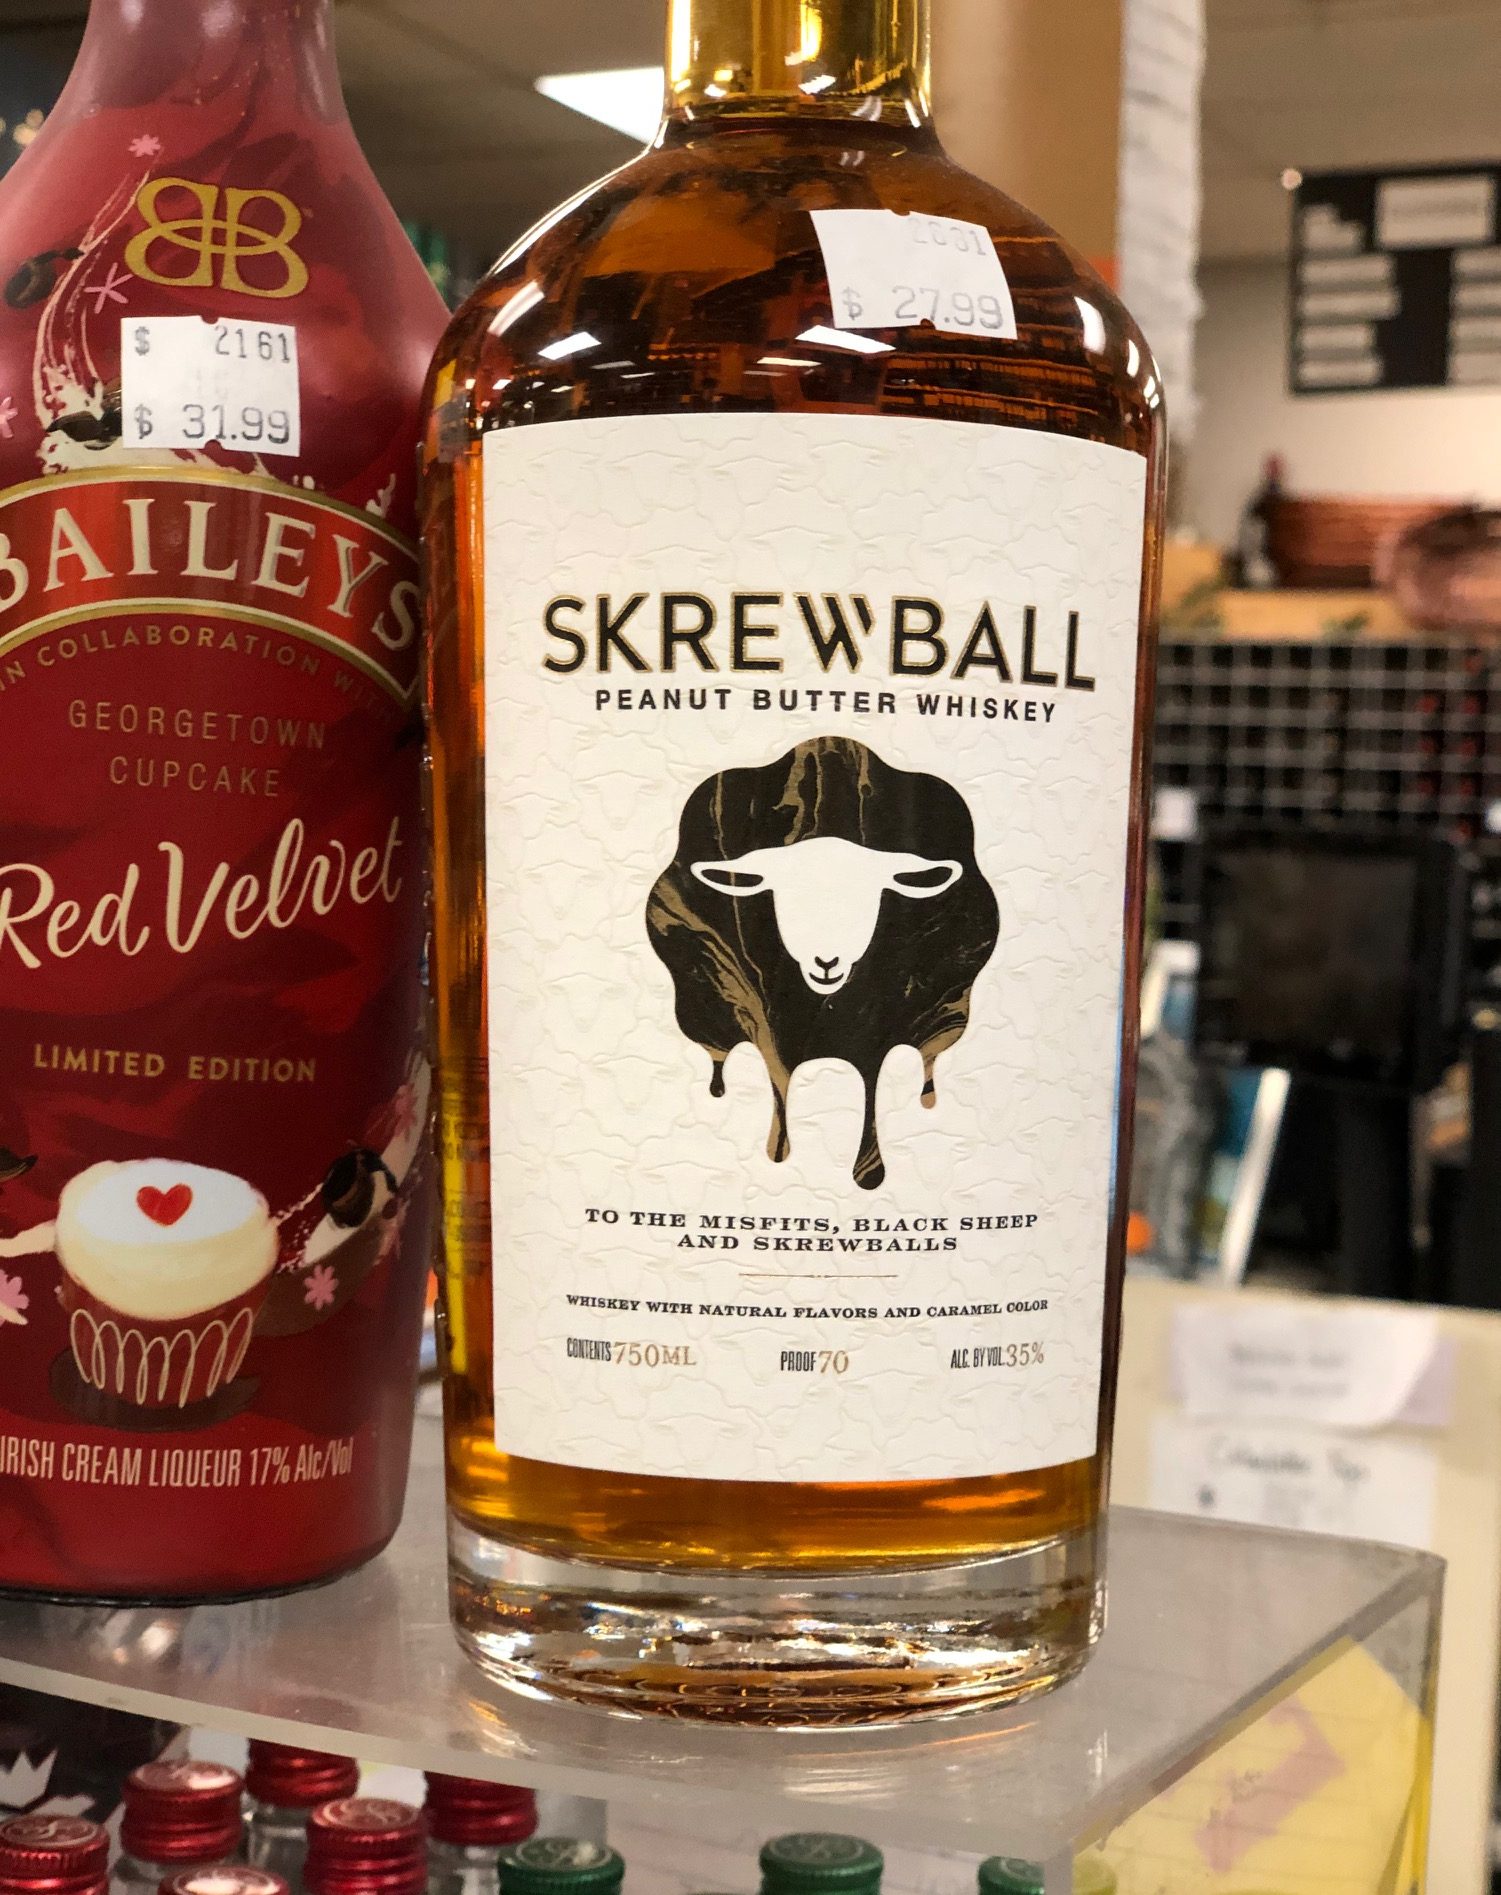 BB
$ 2161
$ 31.99
BAILEYS
IN COLLABORATION WITH
GEORGETOWN
CUPCAKE
Red Velvet
LIMITED EDITION
IRISH CREAM LIQUEUR 17% Alc/Vol
$ 27.99
SKREWBALL
PEANUT BUTTER WHISKEY
TO THE MISFITS, BLACK SHEEP
AND SKREWBALLS
WHISKEY WITH NATURAL FLAVORS AND CARAMEL COLOR
CONTENTS 750ML PROOF 70 ALC. BY VOL. 35%